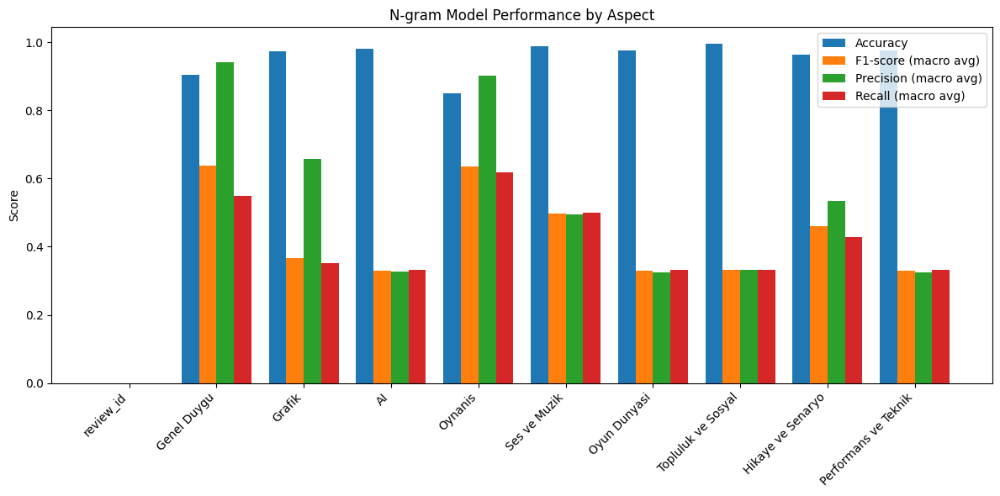 N-gram Model Performance by Aspect
Accuracy
F1-score (macro avg)
Precision (macro avg)
Recall (macro avg)
Score
1.0
0.8
0.6
0.4
0.2
0.0
review_id
Genel Duygu
Grafik
AI
Oynanis
Ses ve Muzik
Oyun Dunyasi
Topluluk ve Sosyal
Hikaye ve Senaryo
Performans ve Teknik